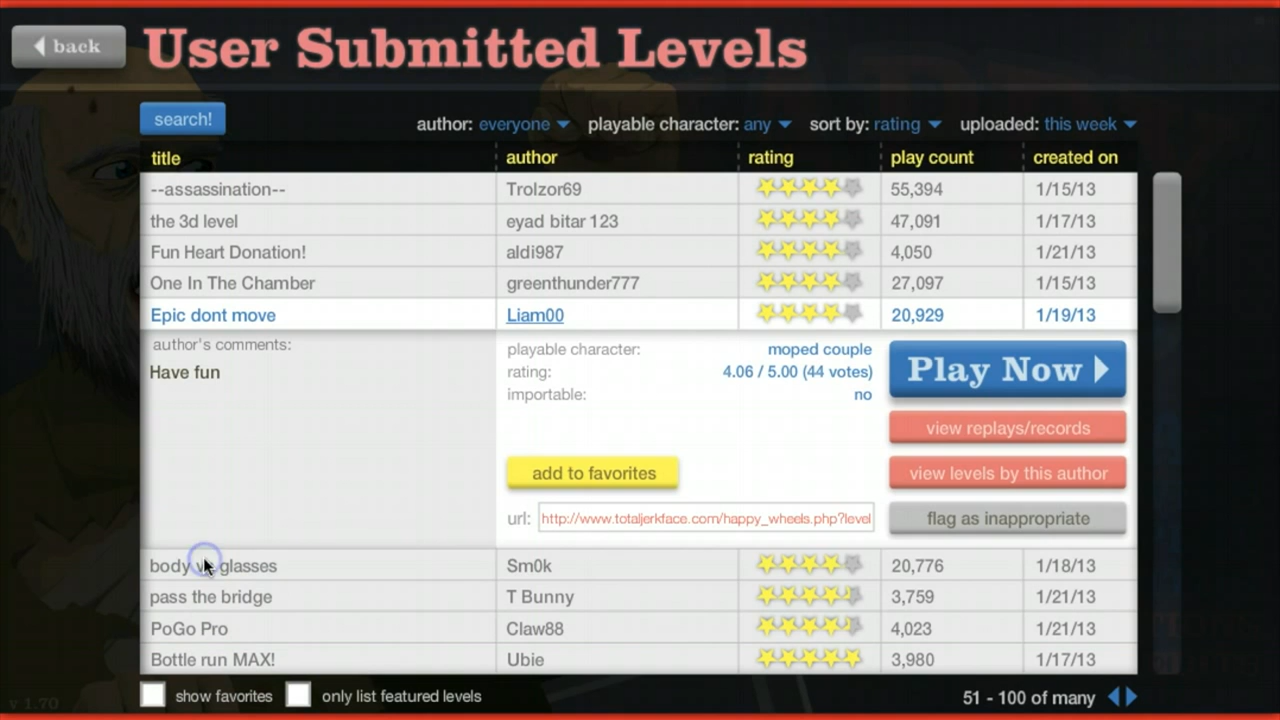 back
User Submitted Levels
search!
author: everyone playable character: any sort by: rating uploaded: this week
title author rating play count created on
--assassination-- Trolzor69 55,394 1/15/13
the 3d level eyad bitar 123 47,091 1/17/13
Fun Heart Donation! aldi987 4,050 1/21/13
One In The Chamber greenthunder777 27,097 1/15/13
Epic dont move Liam00 20,929 1/19/13
author's comments:
Have fun
playable character: moped couple
rating: 4.06 / 5.00 (44 votes)
importable: no
add to favorites
url: http://www.totaljerkface.com/happy_wheels.php?level
Play Now
view replays/records
view levels by this author
flag as inappropriate
body glasses Sm0k 20,776 1/18/13
pass the bridge T Bunny 3,759 1/21/13
PoGo Pro Claw88 4,023 1/21/13
Bottle run MAX! Ubie 3,980 1/17/13
show favorites only list featured levels 51 - 100 of many
v 1.70